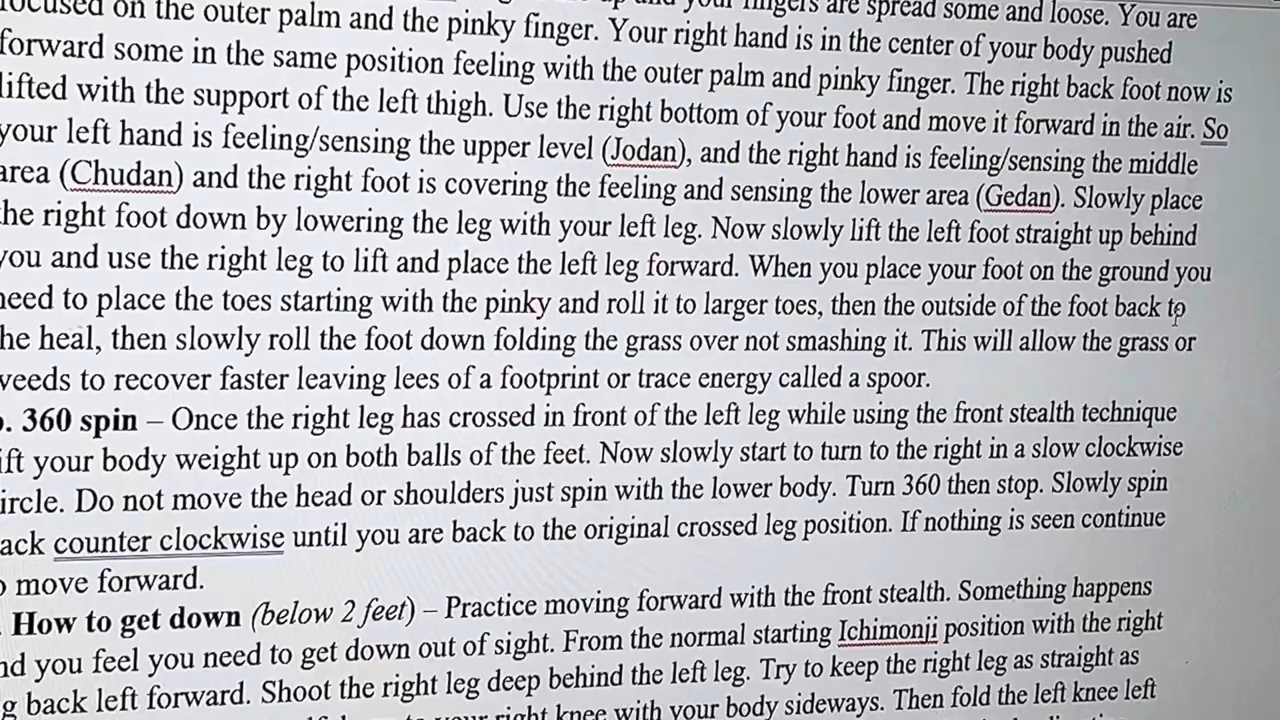 focused on the outer palm and the pinky finger. Your fingers are spread some and loose. You are
forward some in the same position feeling with the outer palm and pinky finger. Your right hand is in the center of your body pushed
lifted with the support of the left thigh. Use the right bottom of your foot and move it forward in the air. So
your left hand is feeling/sensing the upper level (Jodan), and the right hand is feeling/sensing the middle
area (Chudan) and the right foot is covering the feeling and sensing the lower area (Gedan). Slowly place
he right foot down by lowering the leg with your left leg. Now slowly lift the left foot straight up behind
you and use the right leg to lift and place the left leg forward. When you place your foot on the ground you
need to place the toes starting with the pinky and roll it to larger toes, then the outside of the foot back to
he heal, then slowly roll the foot down folding the grass over not smashing it. This will allow the grass or
veeds to recover faster leaving lees of a footprint or trace energy called a spoor.
. 360 spin – Once the right leg has crossed in front of the left leg while using the front stealth technique
ift your body weight up on both balls of the feet. Now slowly start to turn to the right in a slow clockwise
ircle. Do not move the head or shoulders just spin with the lower body. Turn 360 then stop. Slowly spin
ack counter clockwise until you are back to the original crossed leg position. If nothing is seen continue
o move forward.
How to get down (below 2 feet) – Practice moving forward with the front stealth. Something happens
nd you feel you need to get down out of sight. From the normal starting Ichimonji position with the right
g back left forward. Shoot the right leg deep behind the left leg. Try to keep the right leg as straight as
your right knee with your body sideways. Then fold the left knee left